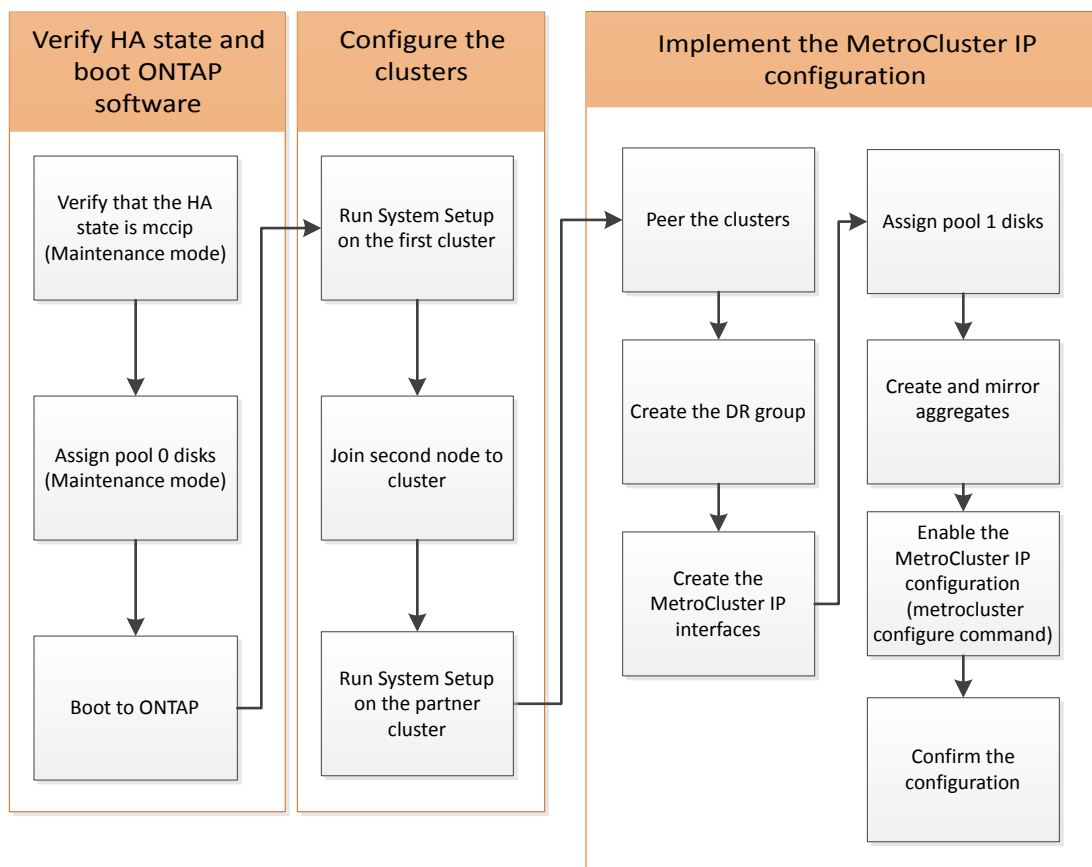 Verify HA state and
boot ONTAP
software
Verify that the HA
state is mccip
(Maintenance mode)
Assign pool 0 disks
(Maintenance mode)
Boot to ONTAP
Configure the
clusters
Run System Setup
on the first cluster
Join second node to
cluster
Run System Setup
on the partner
cluster
Implement the MetroCluster IP
configuration
Peer the clusters
Create the DR group
Create the
MetroCluster IP
interfaces
Assign pool 1 disks
Create and mirror
aggregates
Enable the
MetroCluster IP
configuration
(metrocluster
configure command)
Confirm the
configuration